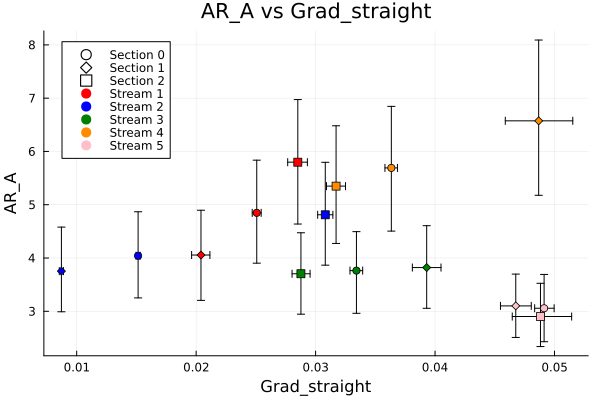 AR_A vs Grad_straight
Section 0
Section 1
Section 2
Stream 1
Stream 2
Stream 3
Stream 4
Stream 5
8
7
6
5
4
3
AR_A
0.01
0.02
0.03
0.04
0.05
Grad_straight